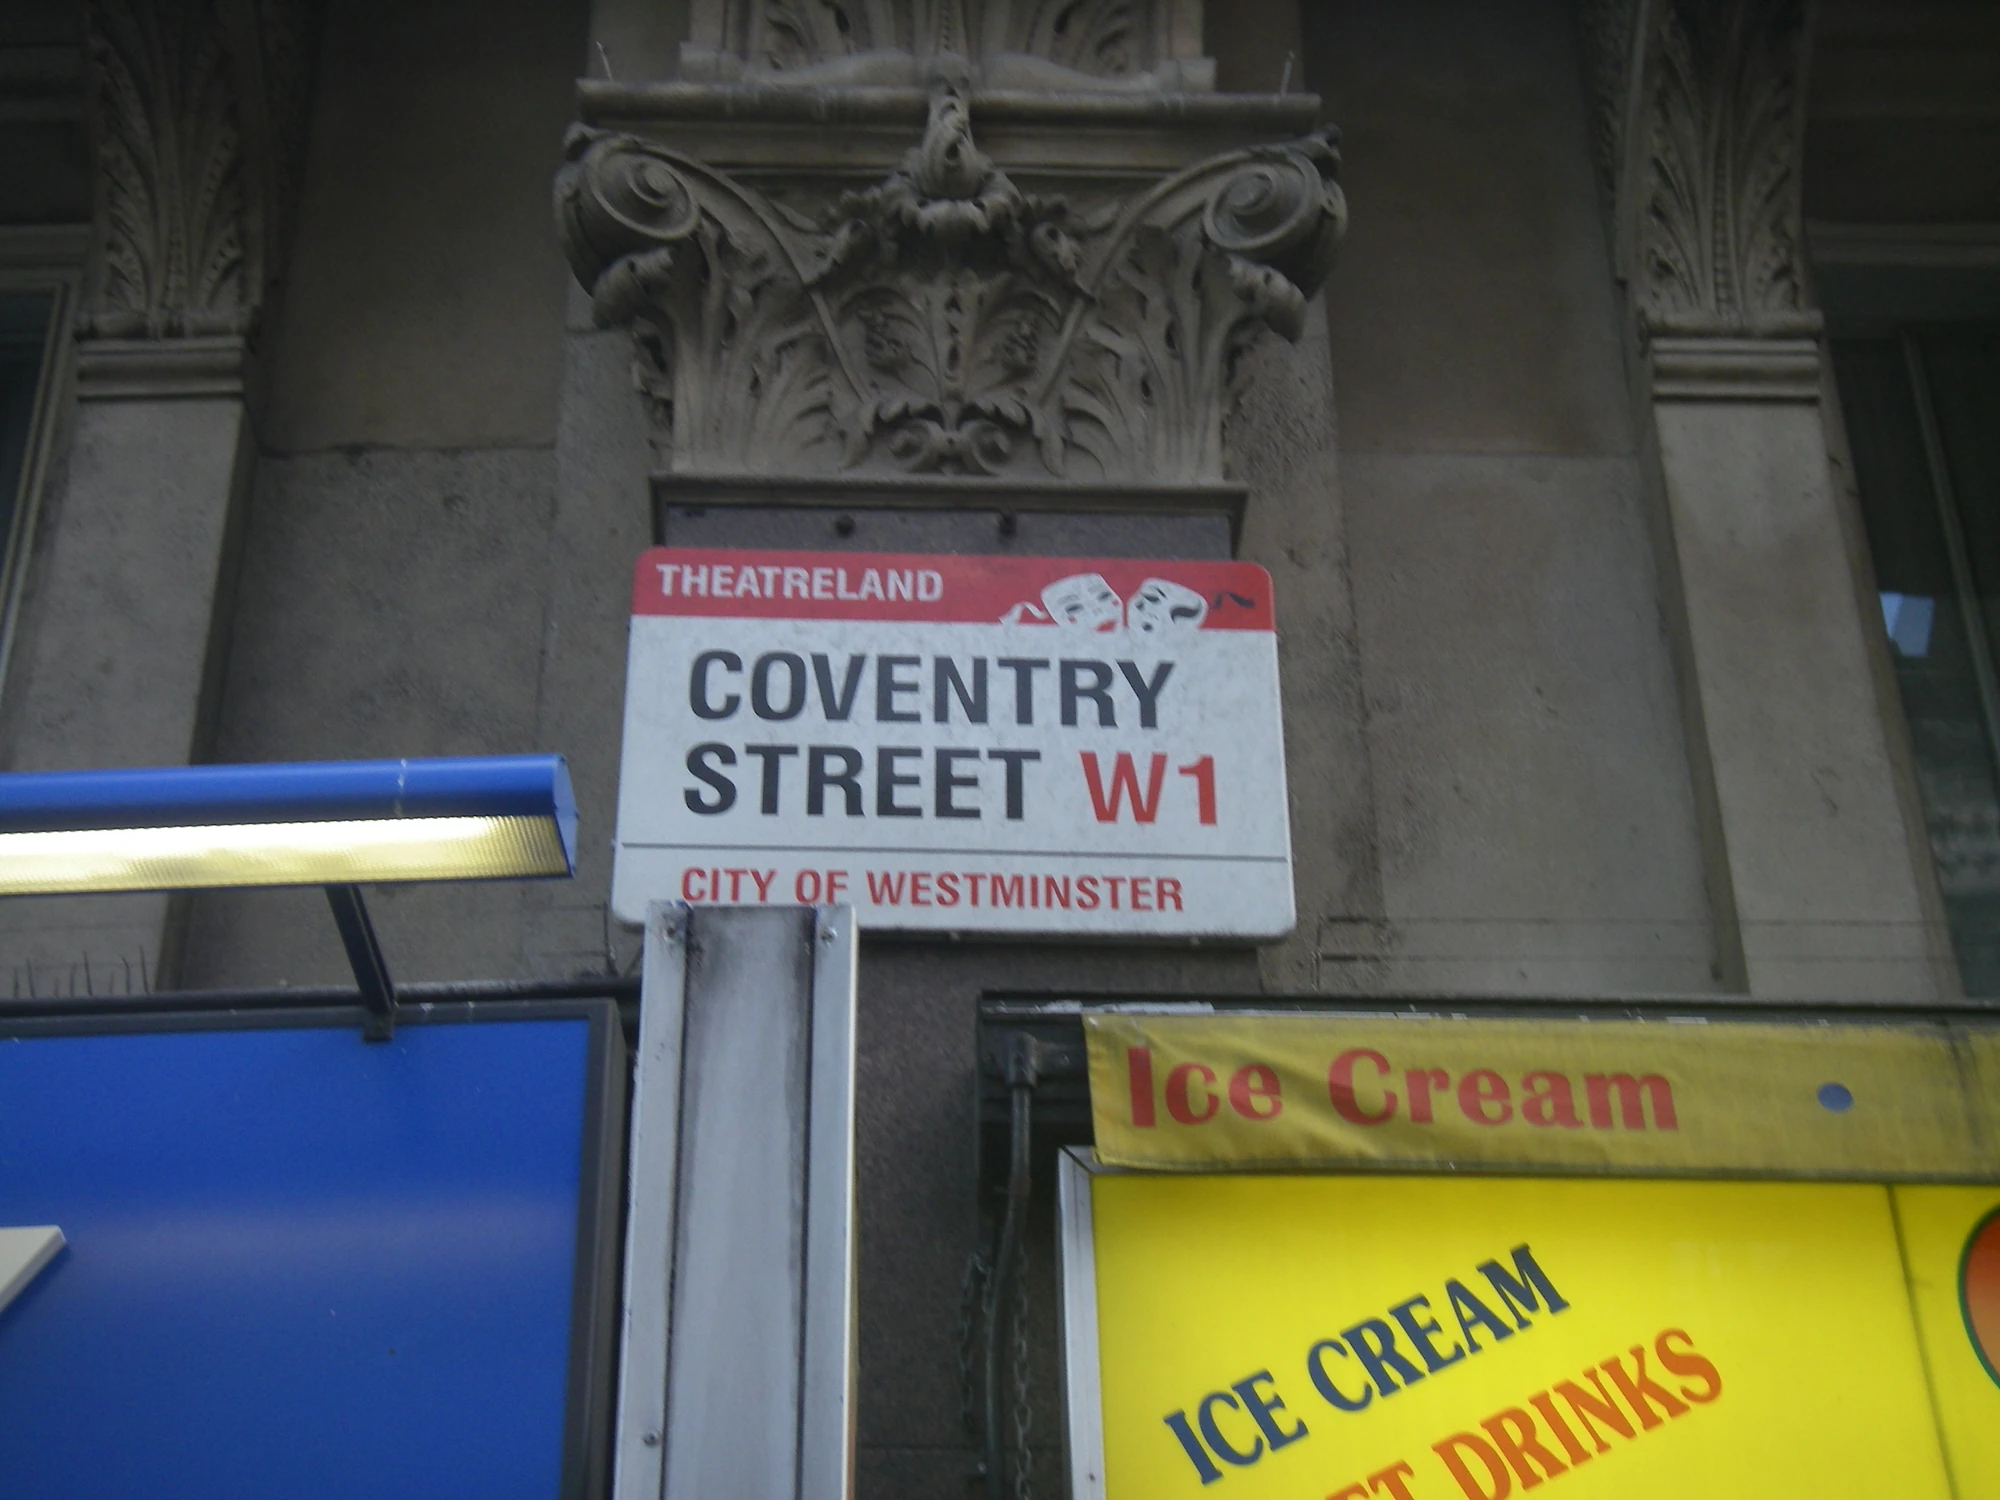 THEATRELAND
COVENTRY
STREET W1
CITY OF WESTMINSTER
Ice Cream
ICE CREAM
DRINKS